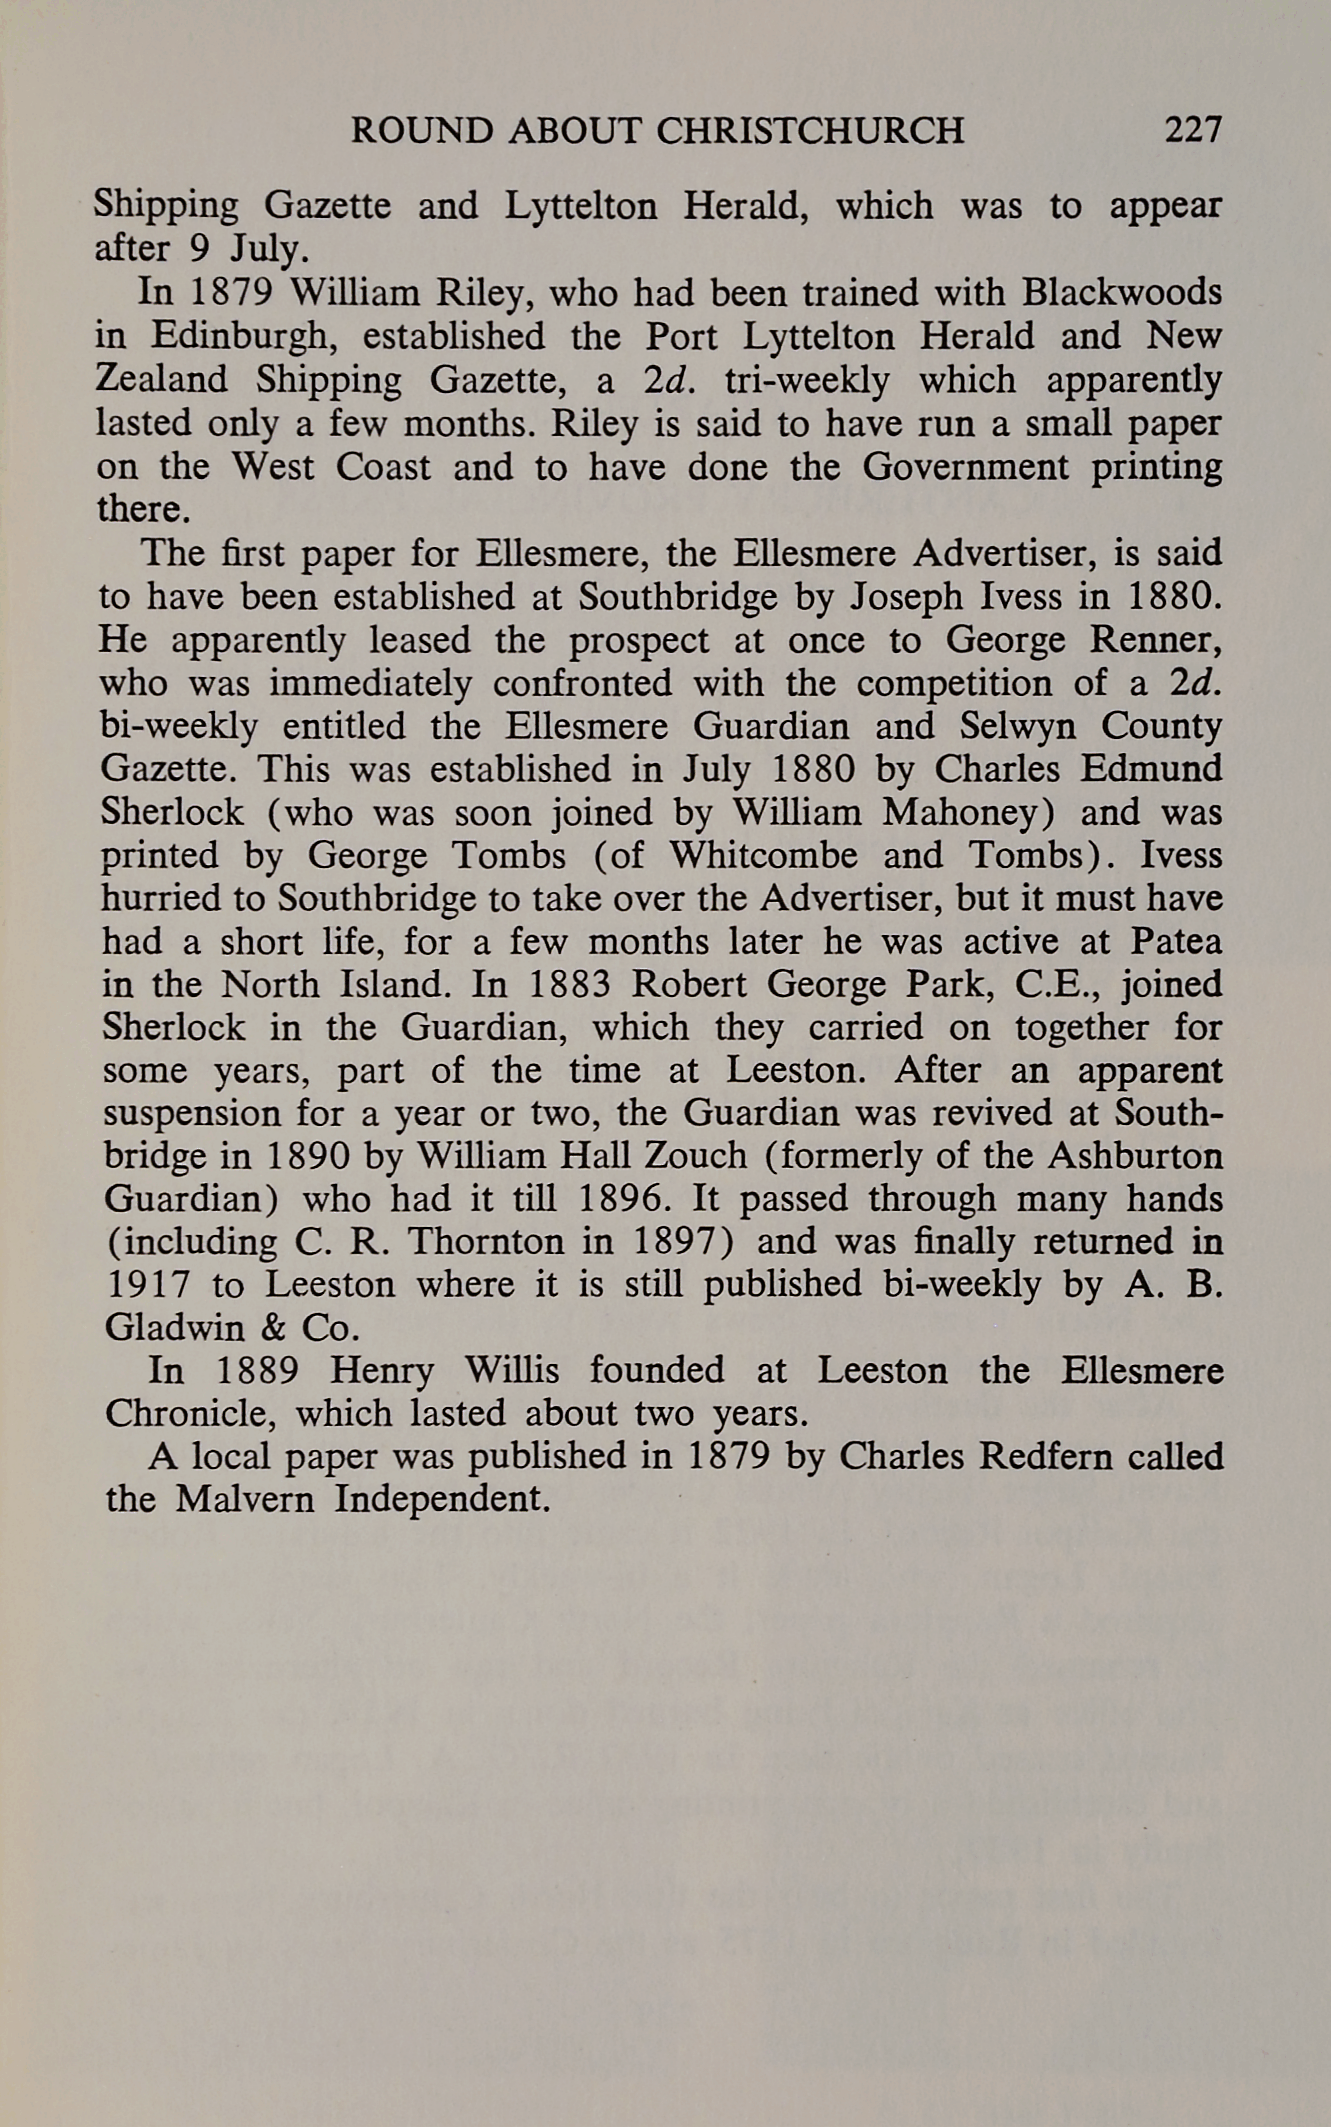 ROUND ABOUT CHRISTCHURCH 227
Shipping Gazette and Lyttelton Herald, which was to appear
after 9 July.
In 1879 William Riley, who had been trained with Blackwoods
in Edinburgh, established the Port Lyttelton Herald and New
Zealand Shipping Gazette, a 2d. tri-weekly which apparently
lasted only a few months. Riley is said to have run a small paper
on the West Coast and to have done the Government printing
there.
The first paper for Ellesmere, the Ellesmere Advertiser, is said
to have been established at Southbridge by Joseph Ivess in 1880.
He apparently leased the prospect at once to George Renner,
who was immediately confronted with the competition of a 2d.
bi-weekly entitled the Ellesmere Guardian and Selwyn County
Gazette. This was established in July 1880 by Charles Edmund
Sherlock (who was soon joined by William Mahoney) and was
printed by George Tombs (of Whitcombe and Tombs). Ivess
hurried to Southbridge to take over the Advertiser, but it must have
had a short life, for a few months later he was active at Patea
in the North Island. In 1883 Robert George Park, C.E., joined
Sherlock in the Guardian, which they carried on together for
some years, part of the time at Leeston. After an apparent
suspension for a year or two, the Guardian was revived at South-
bridge in 1890 by William Hall Zouch (formerly of the Ashburton
Guardian) who had it till 1896. It passed through many hands
(including C. R. Thornton in 1897) and was finally returned in
1917 to Leeston where it is still published bi-weekly by A. B.
Gladwin & Co.
In 1889 Henry Willis founded at Leeston the Ellesmere
Chronicle, which lasted about two years.
A local paper was published in 1879 by Charles Redfern called
the Malvern Independent.